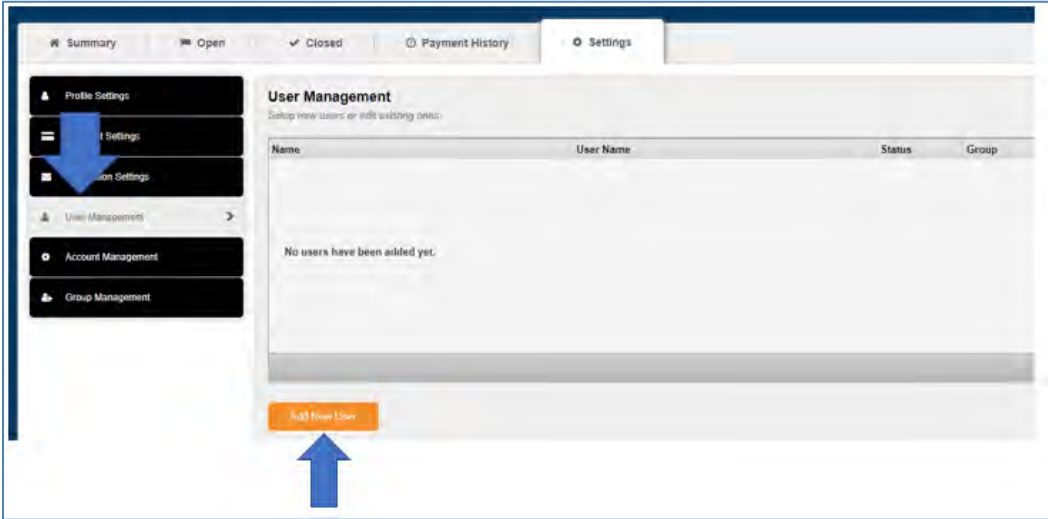 Summary Open Closed Payment History Settings
Profile Settings
Settings
Settings
User Management
Account Management
Group Management
User Management
Setup new users or edit existing ones.
Name User Name Status Group
No users have been added yet.
Add New User